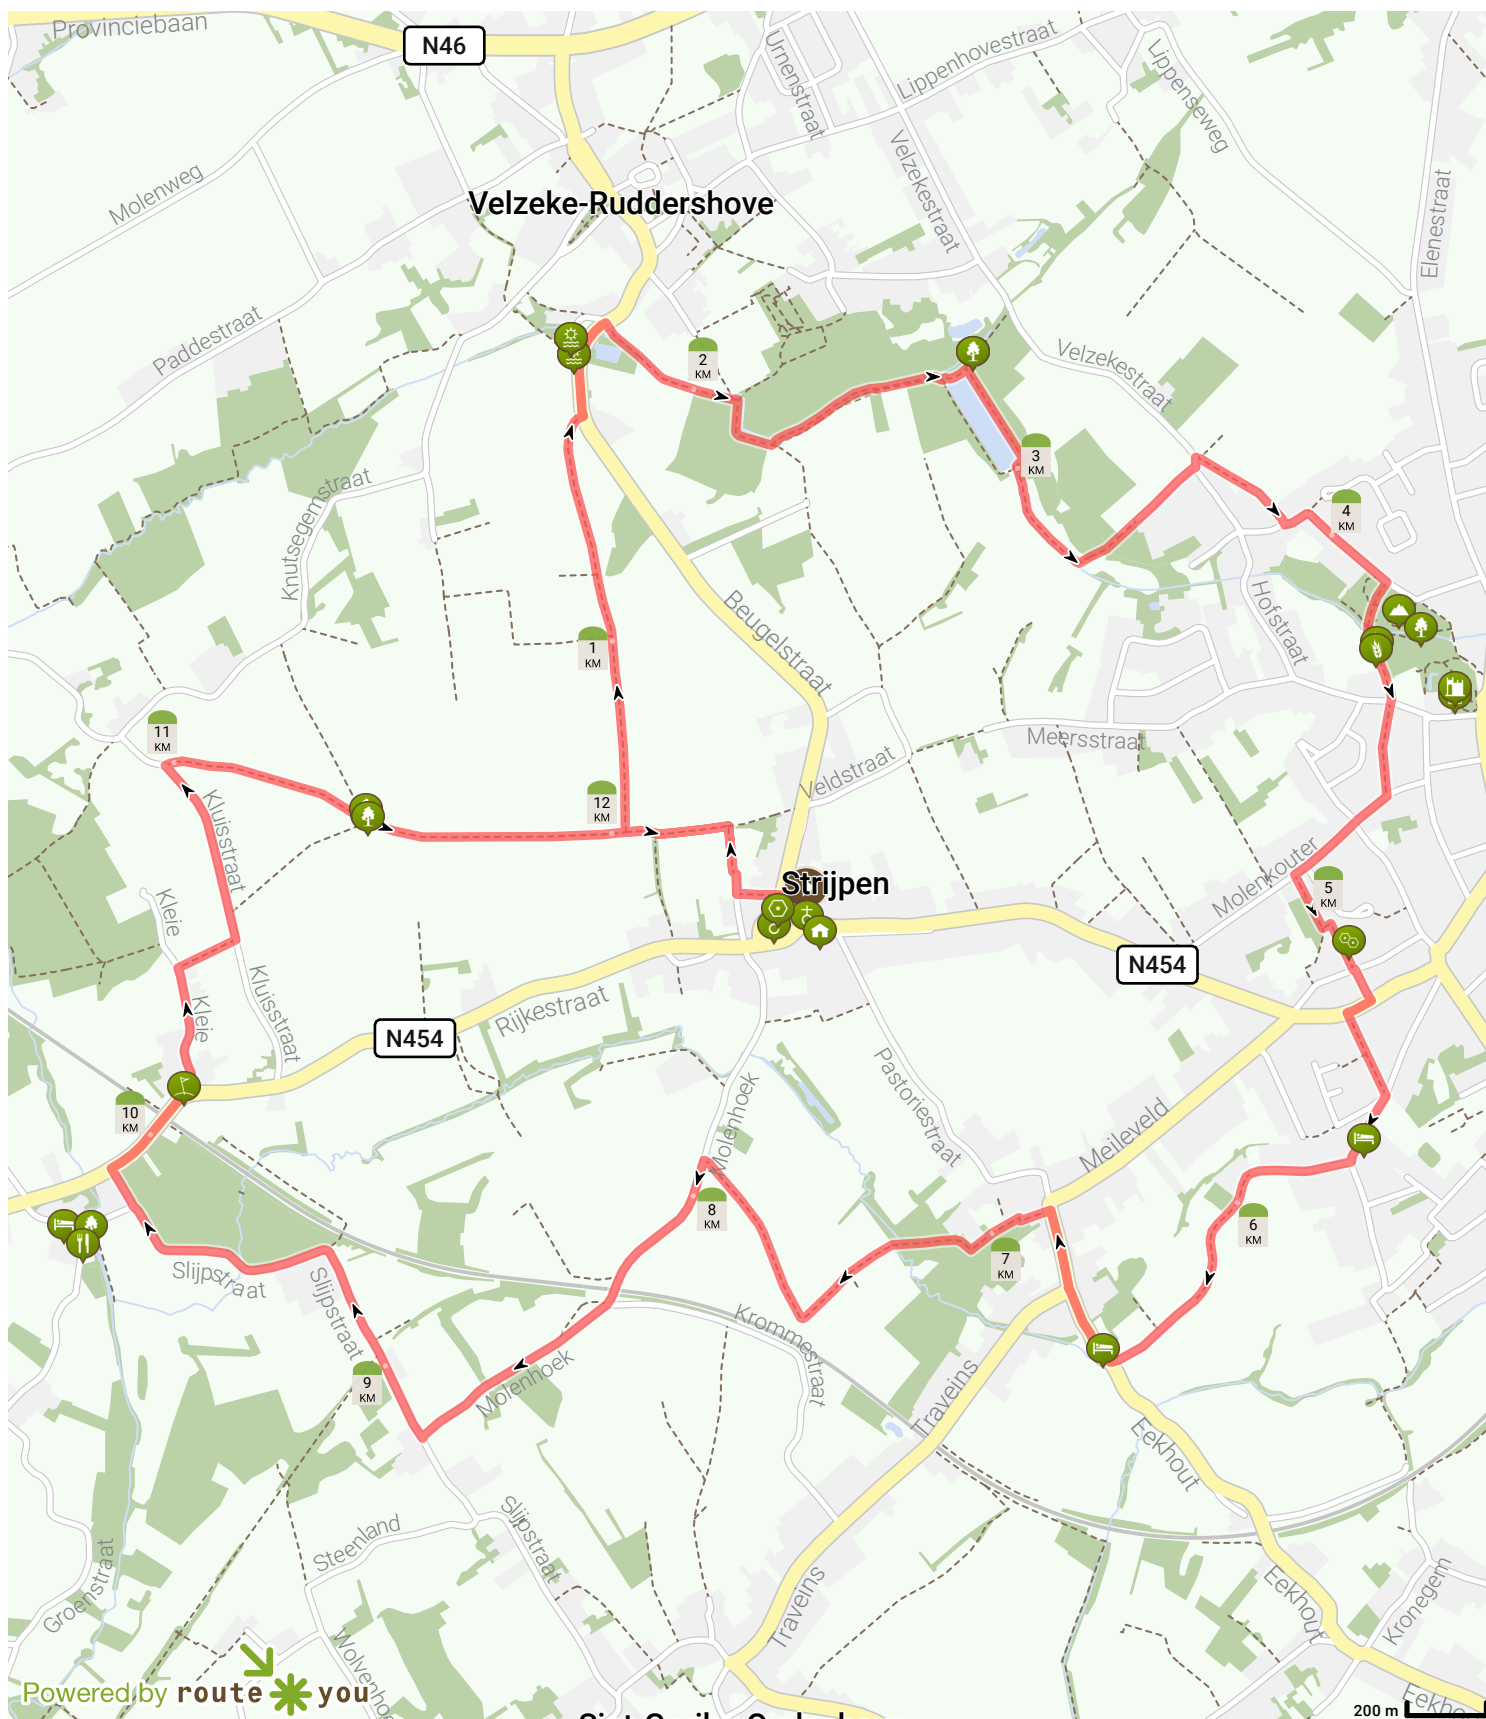 Provinciebaan
N46
Urnenstraat
Lippenhovestraat
Lippenseweg
Velzekestraat
Molenweg
Velzeke-Ruddershove
Elenestraat
Paddestraat
2
KM
Velzekestraat
3
KM
4
KM
Knutsegemstraat
Beugelstraat
Hofstraat
1
KM
11
KM
Meersstraat
Veldstraat
12
KM
Kluisstraat
Molenkouter
Strijpen
5
KM
Kleie
N454
Kluisstraat
Kleie
Rijkestraat
N454
Pastoriestraat
Molenhoek
Meileveld
10
KM
8
KM
6
KM
7
KM
Slijpstraat
Slijpstraat
Krommestraat
9
KM
Molenhoek
Traveins
Eekhout
Slijpstraat
Steenland
Groenstraat
Traveins
Eekhout
Kronegem
Powered by route you
200 m